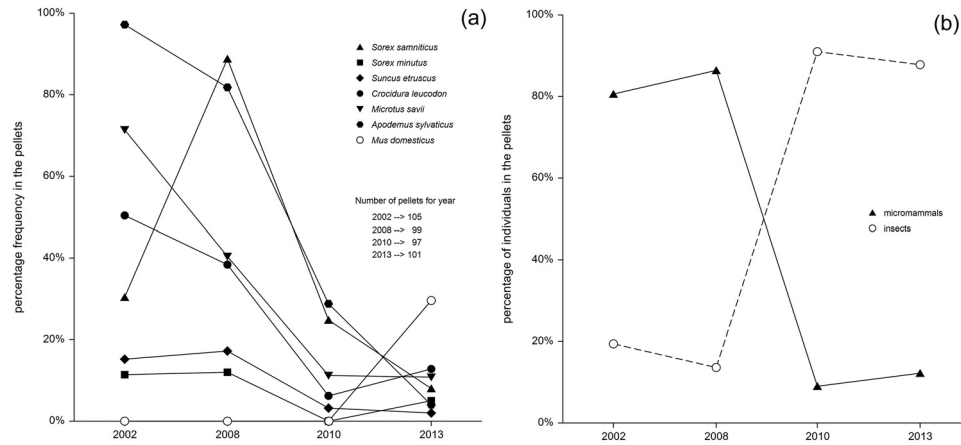 (a)
percentage frequency in the pellets
100%
80%
60%
40%
20%
0%
2002 2008 2010 2013
Sorex samniticus
Sorex minutus
Suncus etruscus
Crocidura leucodon
Microtus savii
Apodemus sylvaticus
Mus domesticus
Number of pellets for year
2002 --> 105
2008 --> 99
2010 --> 97
2013 --> 101
(b)
percentage of individuals in the pellets
100%
80%
60%
40%
20%
0%
2002 2008 2010 2013
micromammals
insects